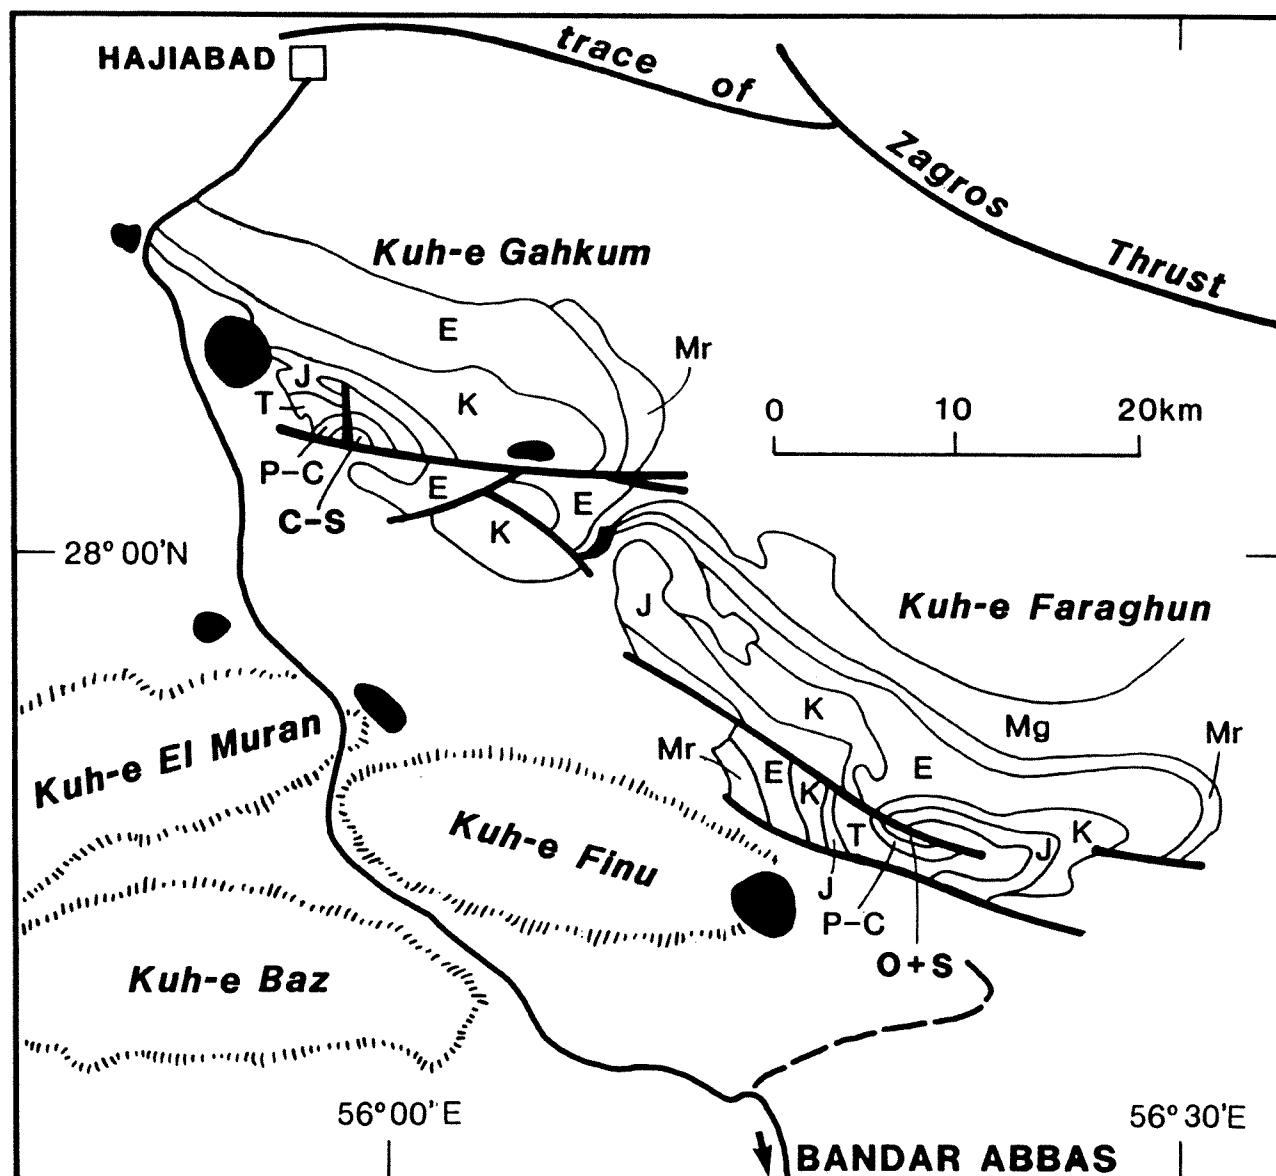 HAJIABAD
trace of
Zagros
Thrust
Kuh-e Gahkum
E
Mr
J
K
T
0 10 20km
P-C
E
E
C-S
K
28° 00'N
J
Kuh-e Faraghun
K
Mg
Kuh-e El Muran
Mr
E
E
Mr
K
Kuh-e Finu
T
J
K
J
P-C
O+S
Kuh-e Baz
56° 00'E
56° 30'E
BANDAR ABBAS